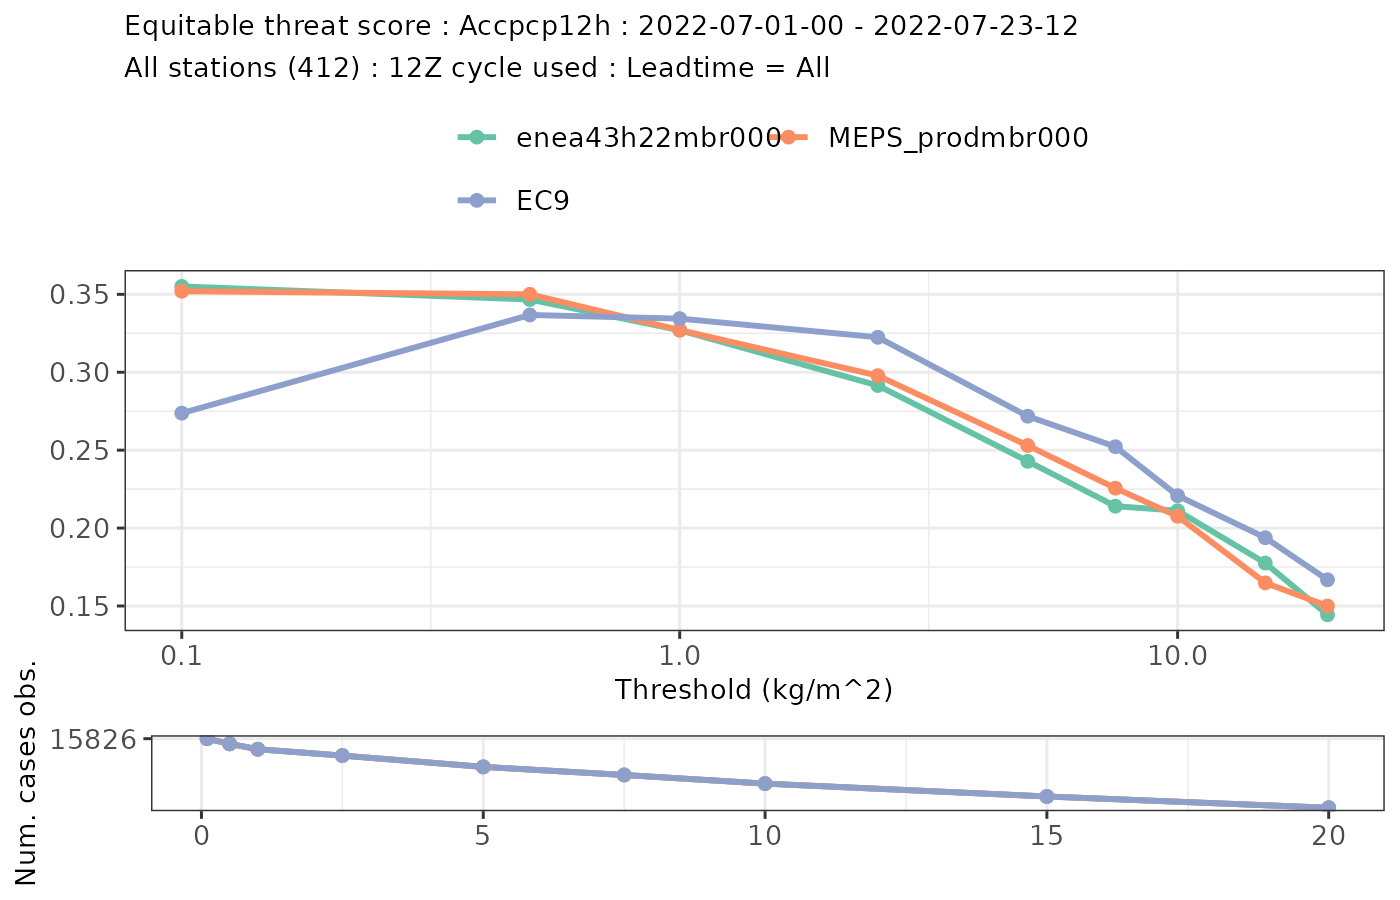 Equitable threat score : Accpcp12h : 2022-07-01-00 - 2022-07-23-12
All stations (412) : 12Z cycle used : Leadtime = All
enea43h22mbr000 MEPS_prodmbr000
EC9
0.35
0.30
0.25
0.20
0.15
0.1 1.0 10.0
Threshold (kg/m^2)
Num. cases obs.
15826
0 5 10 15 20